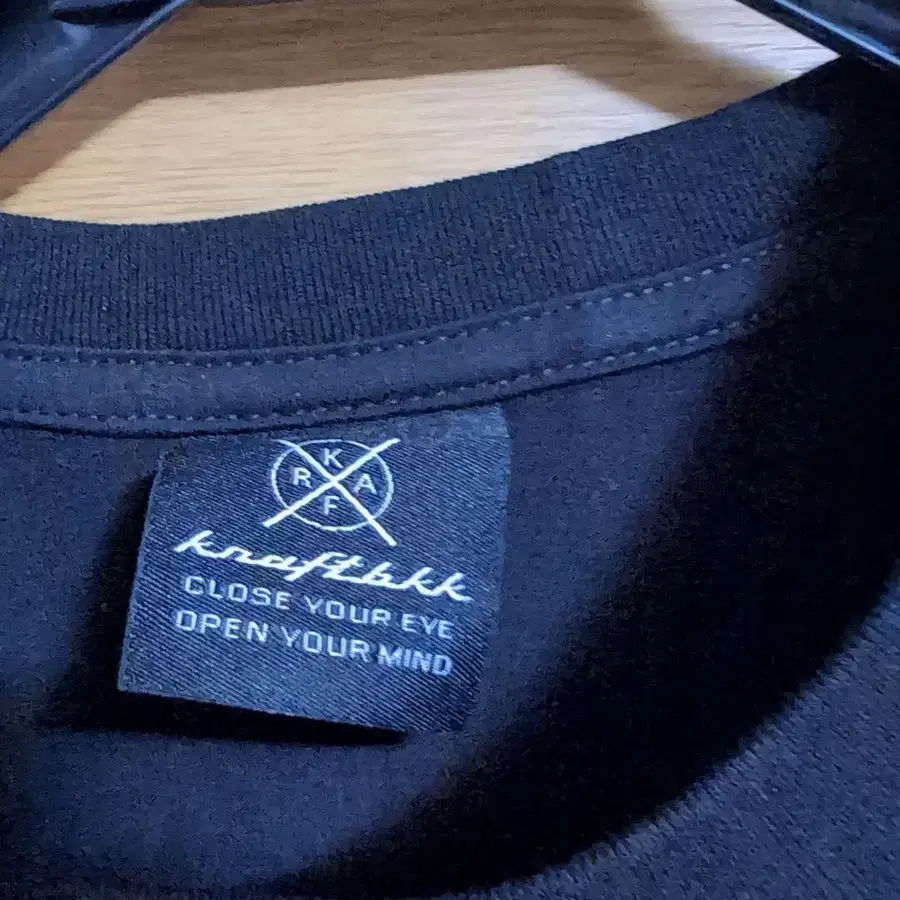 K
R A
F
kraftbkk
CLOSE YOUR EYE
OPEN YOUR MIND